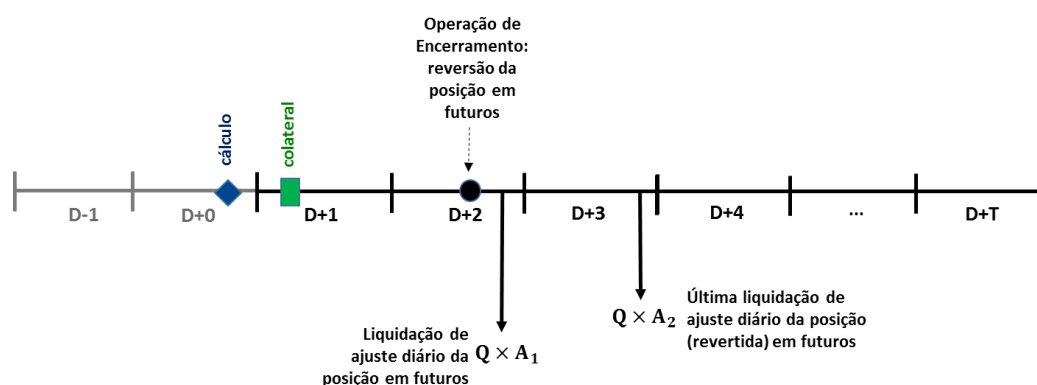 Operação de
Encerramento:
reversão da
posição em
futuros
cálculo
colateral
D-1
D+0
D+1
D+2
D+3
D+4
...
D+T
Liquidação de
ajuste diário da
posição em futuros
Q × A₁
Q × A₂
Última liquidação de
ajuste diário da posição
(revertida) em futuros